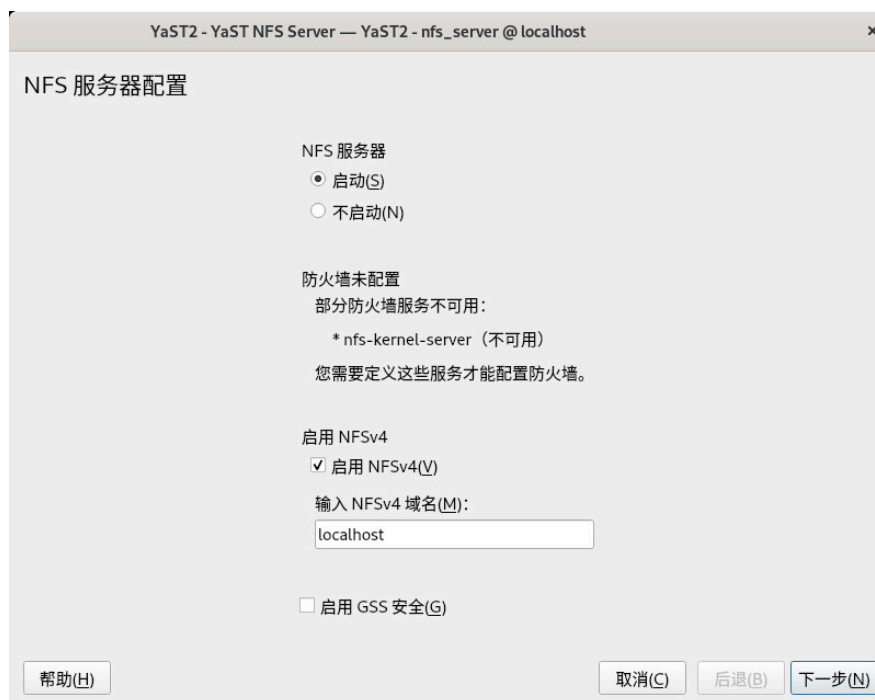 YaST2 - YaST NFS Server — YaST2 - nfs_server @ localhost ×
NFS 服务器配置
NFS 服务器
启动(S)
不启动(N)
防火墙未配置
部分防火墙服务不可用：
* nfs-kernel-server（不可用）
您需要定义这些服务才能配置防火墙。
启用 NFSv4
启用 NFSv4(V)
输入 NFSv4 域名(M)：
localhost
启用 GSS 安全(G)
帮助(H) 取消(C) 后退(B) 下一步(N)